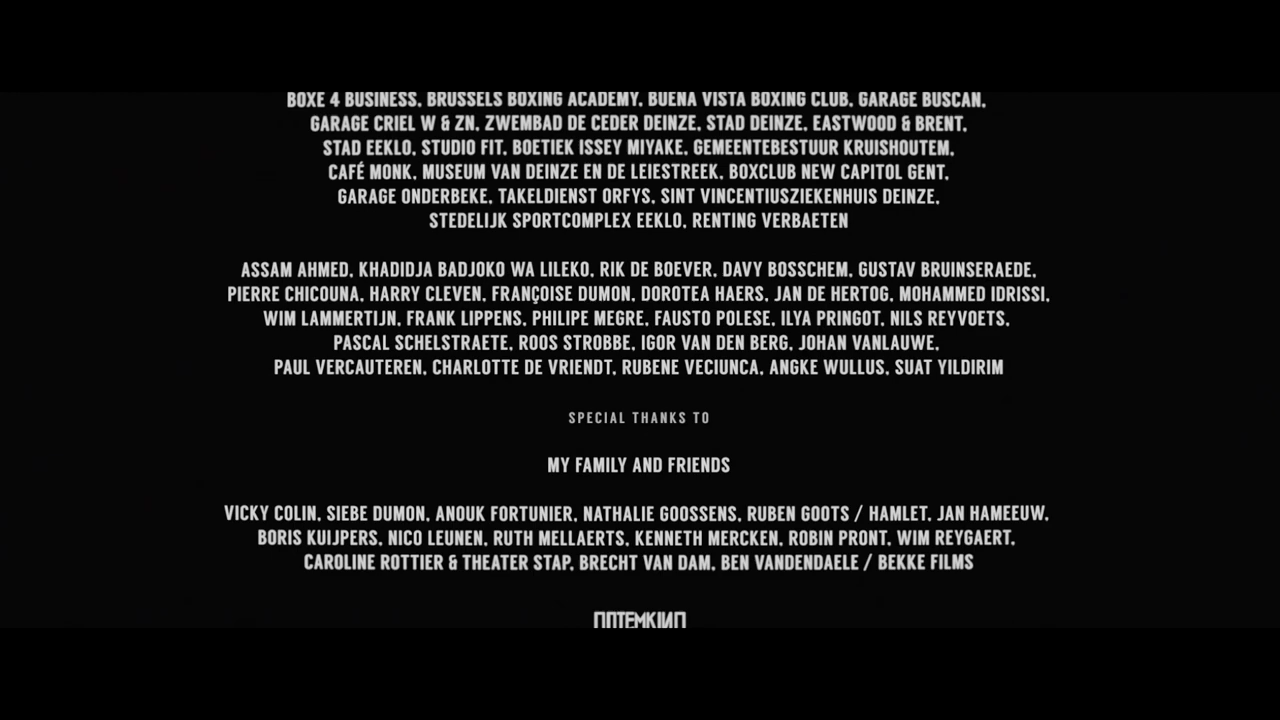 BOXE 4 BUSINESS, BRUSSELS BOXING ACADEMY, BUENA VISTA BOXING CLUB, GARAGE BUSCAN,
GARAGE CRIEL W & ZN, ZWEMBAD DE CEDER DEINZE, STAD DEINZE, EASTWOOD & BRENT,
STAD EEKLO, STUDIO FIT, BOETIEK ISSEY MIYAKE, GEMEENTEBESTUUR KRUISHOUTEM,
CAFÉ MONK, MUSEUM VAN DEINZE EN DE LEIESTREEK, BOXCLUB NEW CAPITOL GENT,
GARAGE ONDERBEKE, TAKELDIENST ORFYS, SINT VINCENTIUSZIEKENHUIS DEINZE,
STEDELIJK SPORTCOMPLEX EEKLO, RENTING VERBAETEN
ASSAM AHMED, KHADIDJA BADJOKO WA LILEKO, RIK DE BOEVER, DAVY BOSSCHEM, GUSTAV BRUINSERAEDE,
PIERRE CHICOUNA, HARRY CLEVEN, FRANÇOISE DUMON, DOROTEA HAERS, JAN DE HERTOG, MOHAMMED IDRISSI,
WIM LAMMERTIJN, FRANK LIPPENS, PHILIPE MEGRE, FAUSTO POLESE, ILYA PRINGOT, NILS REYVOETS,
PASCAL SCHELSTRAETE, ROOS STROBBE, IGOR VAN DEN BERG, JOHAN VANLAUWE,
PAUL VERCAUTEREN, CHARLOTTE DE VRIENDT, RUBENE VECIUNCA, ANGKE WULLUS, SUAT YILDIRIM
SPECIAL THANKS TO
MY FAMILY AND FRIENDS
VICKY COLIN, SIEBE DUMON, ANOUK FORTUNIER, NATHALIE GOOSSENS, RUBEN GOOTS / HAMLET, JAN HAMEEUW,
BORIS KUIJPERS, NICO LEUNEN, RUTH MELLAERTS, KENNETH MERCKEN, ROBIN PRONT, WIM REYGAERT,
CAROLINE ROTTIER & THEATER STAP, BRECHT VAN DAM, BEN VANDENDAELE / BEKKE FILMS
ПOTEMKIИO